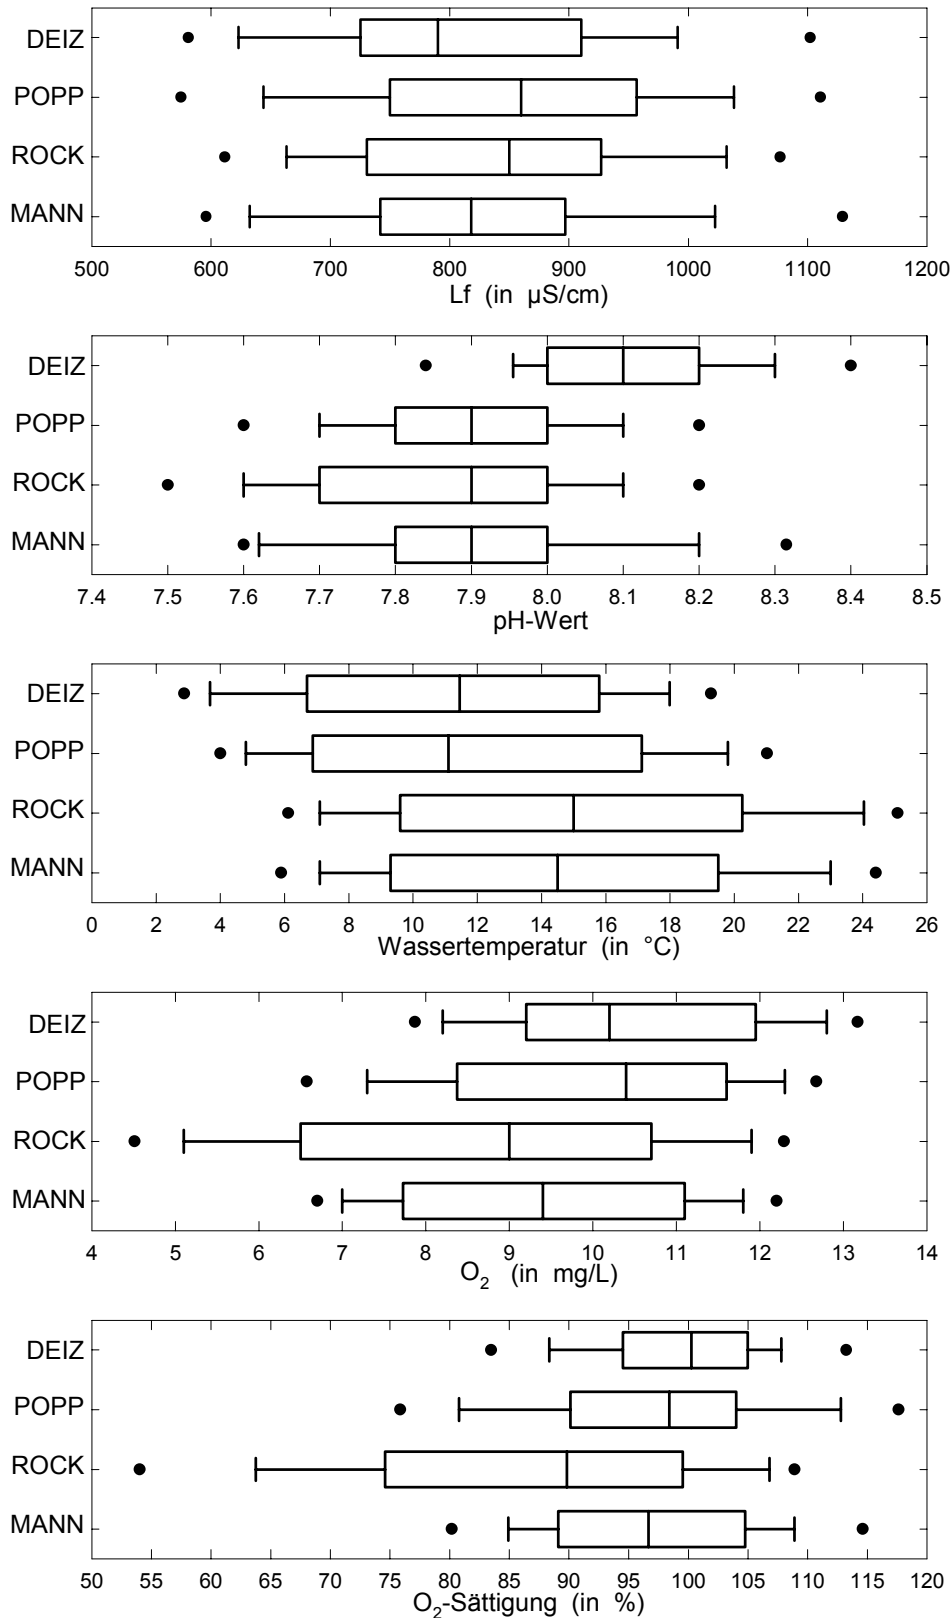 DEIZ
POPP
ROCK
MANN
500 600 700 800 900 1000 1100 1200
Lf (in µS/cm)
DEIZ
POPP
ROCK
MANN
7.4 7.5 7.6 7.7 7.8 7.9 8.0 8.1 8.2 8.3 8.4 8.5
pH-Wert
DEIZ
POPP
ROCK
MANN
0 2 4 6 8 10 12 14 16 18 20 22 24 26
Wassertemperatur (in °C)
DEIZ
POPP
ROCK
MANN
4 5 6 7 8 9 10 11 12 13 14
O₂ (in mg/L)
DEIZ
POPP
ROCK
MANN
50 55 60 65 70 75 80 85 90 95 100 105 110 115 120
O₂-Sättigung (in %)